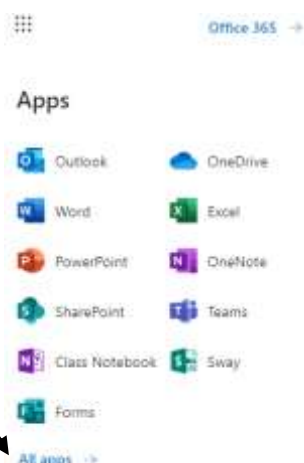 Office 365 →
Apps
Outlook OneDrive
Word Excel
PowerPoint OneNote
SharePoint Teams
Class Notebook Sway
Forms
All apps →